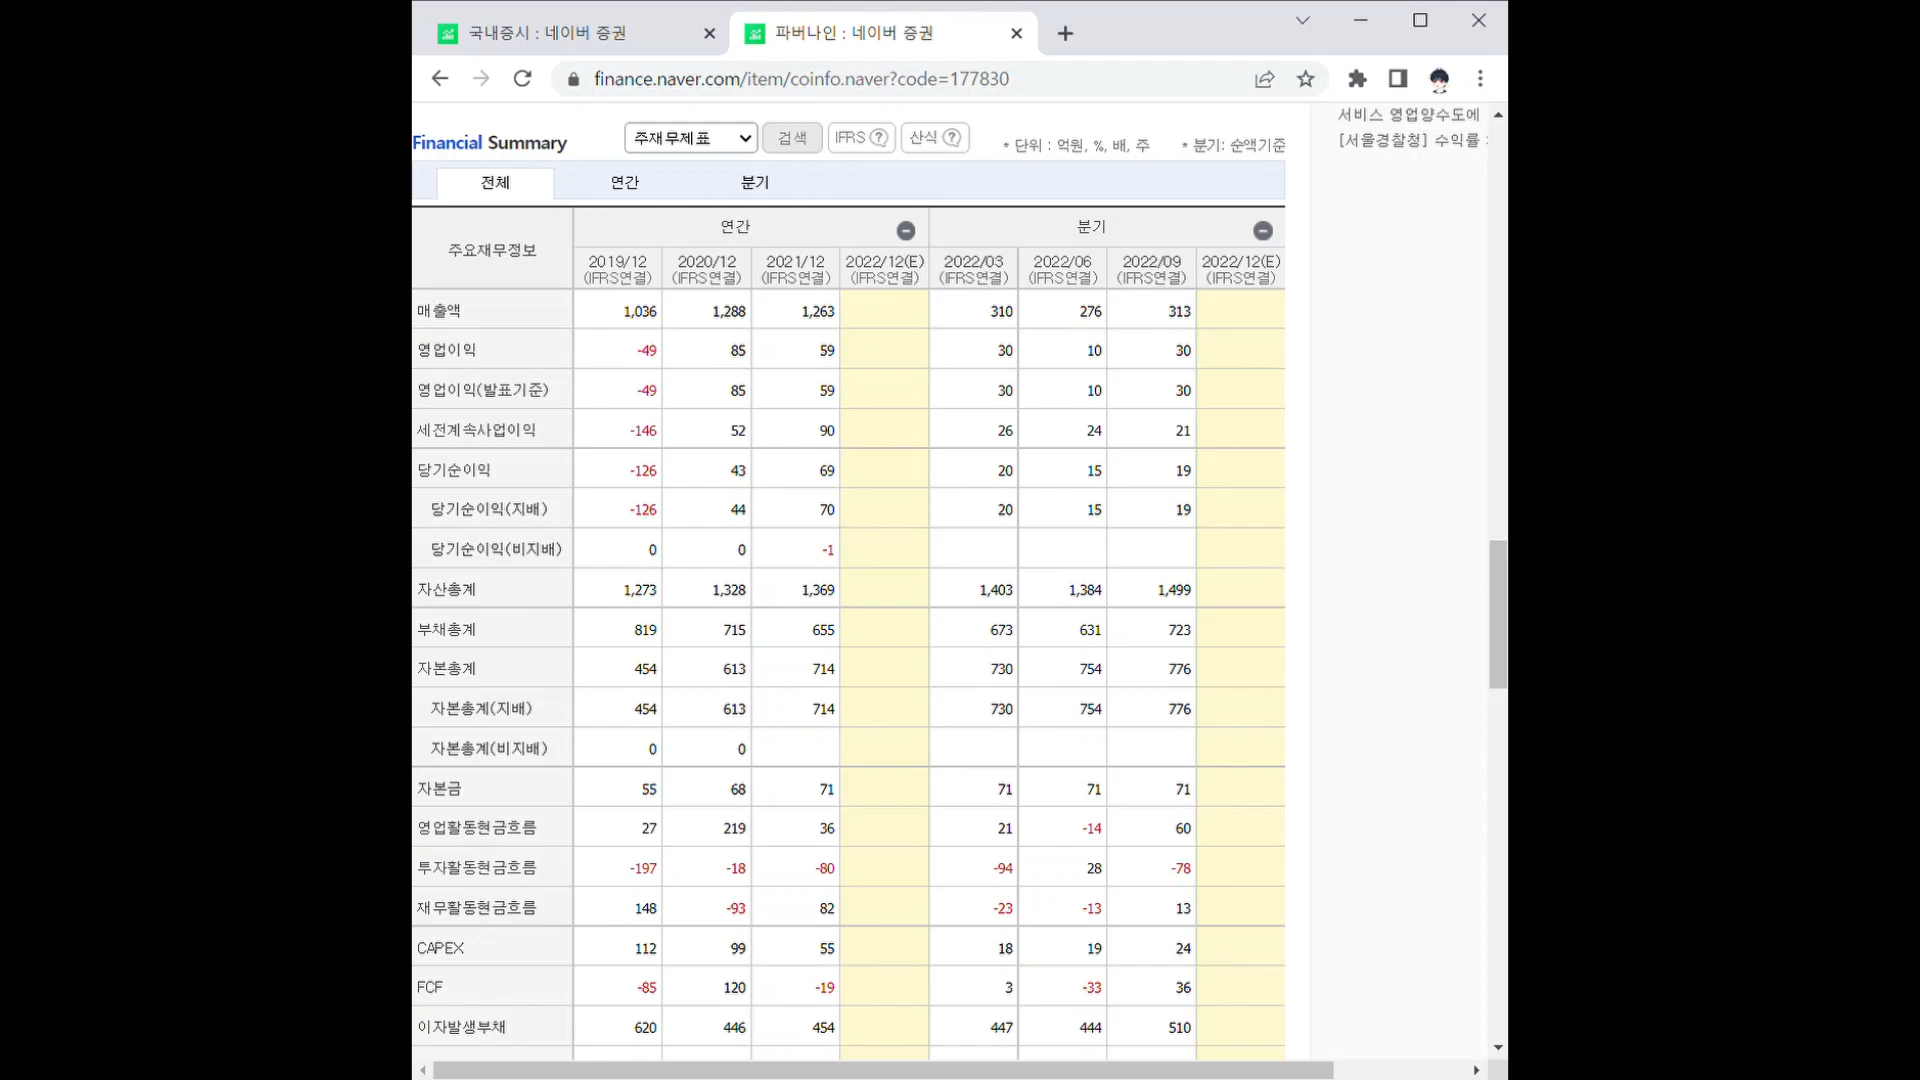 국내증시 : 네이버 증권
파버나인 : 네이버 증권
finance.naver.com/item/coinfo.naver?code=177830
서비스 영업양수도에
[서울경찰청] 수익률
Financial Summary 주재무제표 검색 IFRS ? 산식 ? * 단위 : 억원, %, 배, 주 * 분기: 순액기준
전체 연간 분기
주요재무정보 연간 분기
2019/12 2020/12 2021/12 2022/12(E) 2022/03 2022/06 2022/09 2022/12(E)
(IFRS연결) (IFRS연결) (IFRS연결) (IFRS연결) (IFRS연결) (IFRS연결) (IFRS연결) (IFRS연결)
매출액 1,036 1,288 1,263 310 276 313
영업이익 -49 85 59 30 10 30
영업이익(발표기준) -49 85 59 30 10 30
세전계속사업이익 -146 52 90 26 24 21
당기순이익 -126 43 69 20 15 19
당기순이익(지배) -126 44 70 20 15 19
당기순이익(비지배) 0 0 -1
자산총계 1,273 1,328 1,369 1,403 1,384 1,499
부채총계 819 715 655 673 631 723
자본총계 454 613 714 730 754 776
자본총계(지배) 454 613 714 730 754 776
자본총계(비지배) 0 0
자본금 55 68 71 71 71 71
영업활동현금흐름 27 219 36 21 -14 60
투자활동현금흐름 -197 -18 -80 -94 28 -78
재무활동현금흐름 148 -93 82 -23 -13 13
CAPEX 112 99 55 18 19 24
FCF -85 120 -19 3 -33 36
이자발생부채 620 446 454 447 444 510